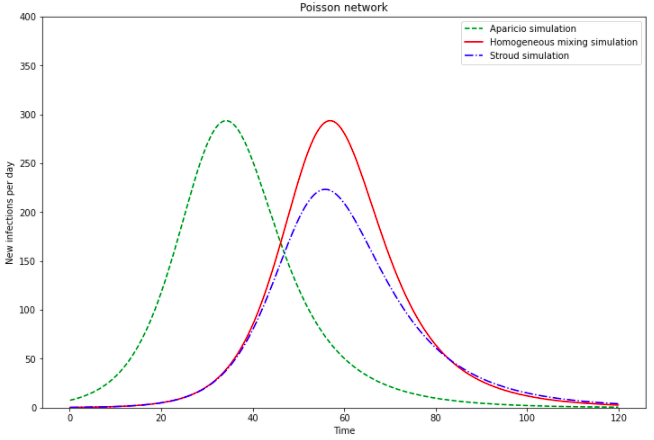 Poisson network
400
350
300
250
200
150
100
50
0
New infections per day
Aparicio simulation
Homogeneous mixing simulation
Stroud simulation
0 20 40 60 80 100 120
Time